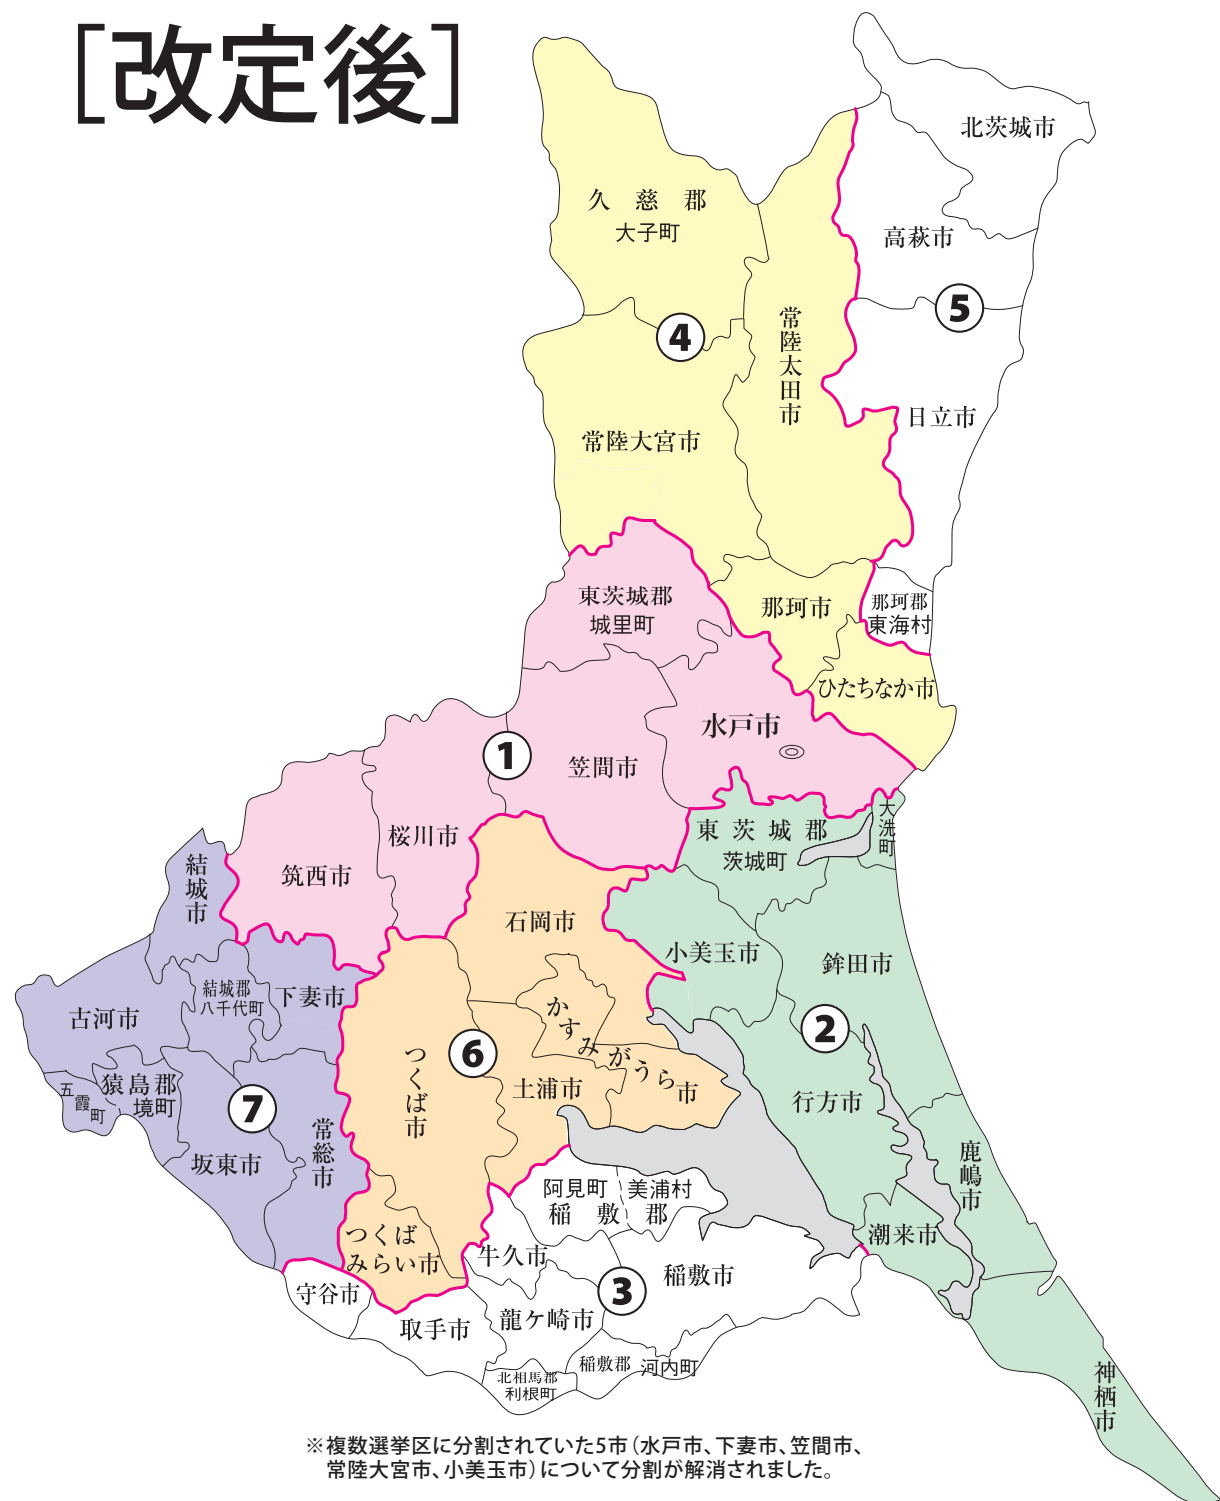 ［改定後］
北茨城市
久慈郡
大子町
高萩市
5
常陸太田市
4
日立市
常陸大宮市
東茨城郡
城里町
那珂市
那珂郡
東海村
ひたちなか市
水戸市
1
笠間市
桜川市
筑西市
東茨城郡
茨城町
大洗町
結城市
石岡市
小美玉市
鉾田市
結城郡
八千代町
下妻市
古河市
かすみがうら市
2
6
つくば市
土浦市
五霞町
猿島郡
境町
7
行方市
常総市
坂東市
鹿嶋市
阿見町
美浦村
稲敷郡
潮来市
つくば
みらい市
牛久市
稲敷市
守谷市
3
龍ケ崎市
取手市
稲敷郡
河内町
北相馬郡
利根町
神栖市
※複数選挙区に分割されていた5市（水戸市、下妻市、笠間市、
常陸大宮市、小美玉市）について分割が解消されました。